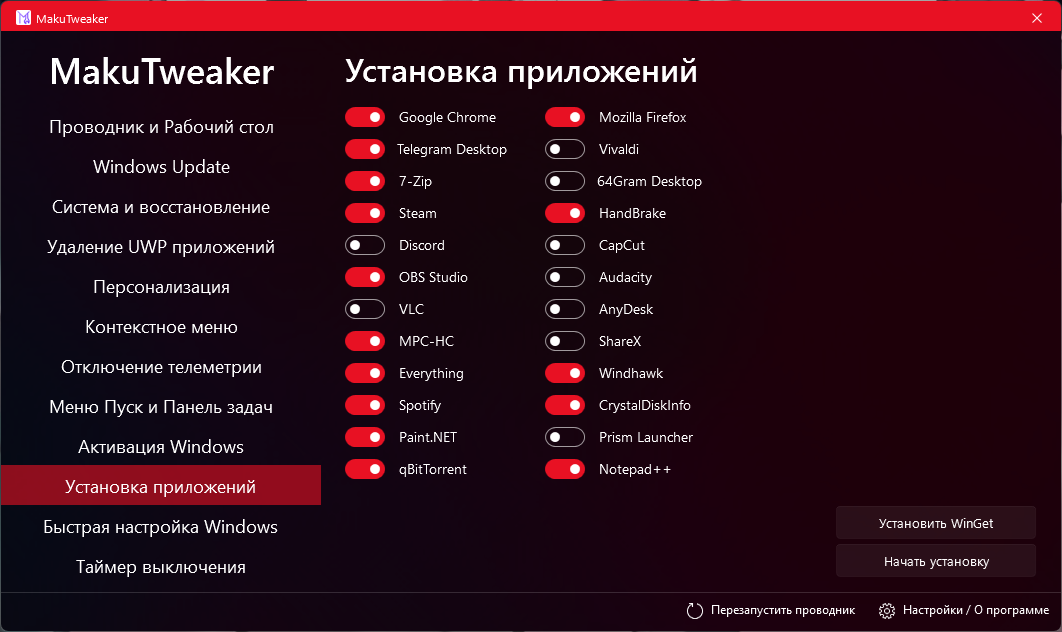 MakuTweaker
MakuTweaker
Проводник и Рабочий стол
Windows Update
Система и восстановление
Удаление UWP приложений
Персонализация
Контекстное меню
Отключение телеметрии
Меню Пуск и Панель задач
Активация Windows
Установка приложений
Быстрая настройка Windows
Таймер выключения
Установка приложений
Google Chrome
Telegram Desktop
7-Zip
Steam
Discord
OBS Studio
VLC
MPC-HC
Everything
Spotify
Paint.NET
qBitTorrent
Mozilla Firefox
Vivaldi
64Gram Desktop
HandBrake
CapCut
Audacity
AnyDesk
ShareX
Windhawk
CrystalDiskInfo
Prism Launcher
Notepad++
Установить WinGet
Начать установку
Перезапустить проводник
Настройки / О программе